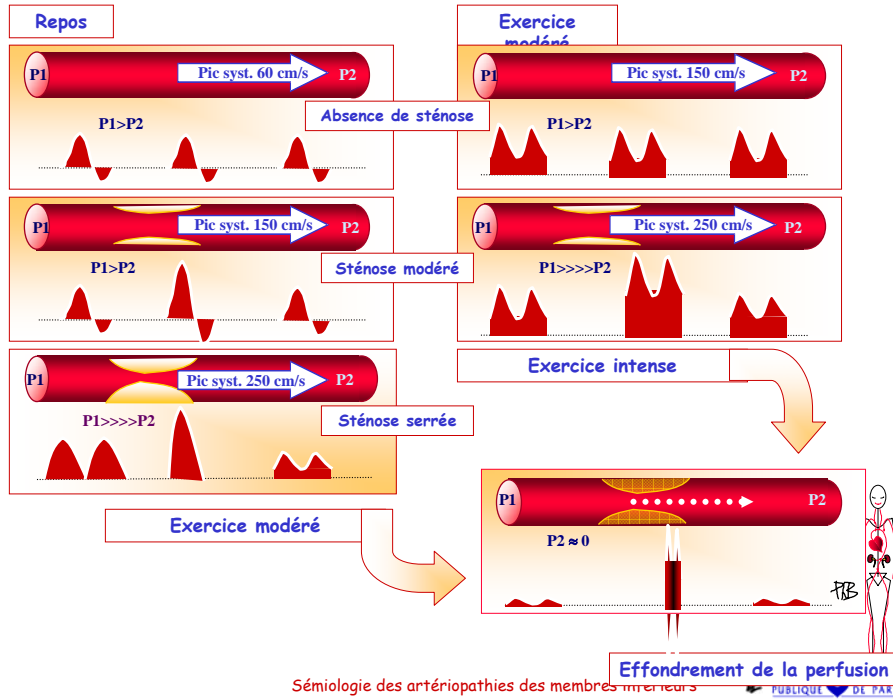 Repos
Exercice
modéré
P1
Pic syst. 60 cm/s
P2
P1>P2
Absence de sténose
P1
Pic syst. 150 cm/s
P2
P1>P2
P1
Pic syst. 150 cm/s
P2
P1>P2
Sténose modéré
P1
Pic syst. 250 cm/s
P2
P1>>>>P2
P1
Pic syst. 250 cm/s
P2
P1>>>>P2
Sténose serrée
Exercice intense
Exercice modéré
P1
P2
P2 ≈ 0
Effondrement de la perfusion
Sémiologie des artériopathies des membres inférieurs
PUBLIQUE DE PAR